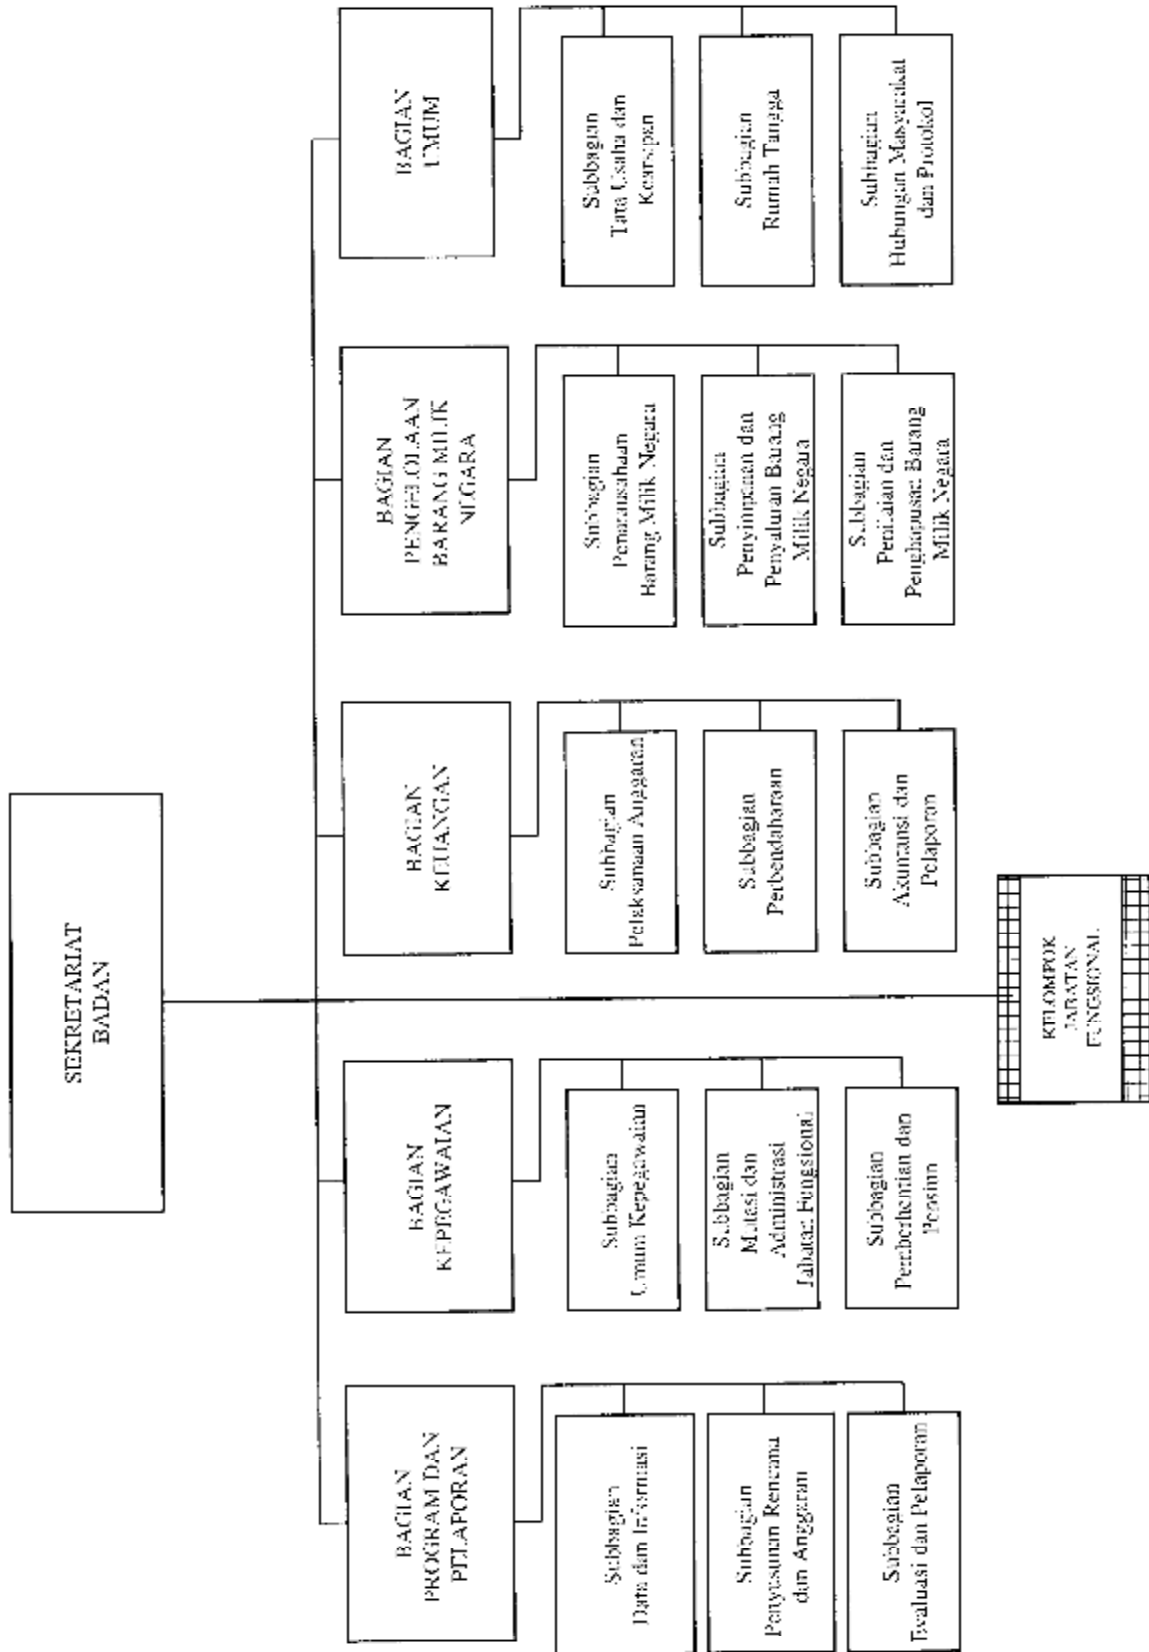 SEKRETARIAT
BADAN
BAGIAN
PROGRAM DAN
PELAPORAN
BAGIAN
KEPEGAWAIAN
BAGIAN
KEUANGAN
BAGIAN
PENGELOLAAN
BARANG MILIK
NEGARA
BAGIAN
UMUM
Subbagian
Data dan Informasi
Subbagian
Penyusunan Rencana
dan Anggaran
Subbagian
Evaluasi dan Pelaporan
Subbagian
Umum Kepegawaian
Subbagian
Mutasi dan
Administrasi
Jabatan Fungsional
Subbagian
Pemberhentian dan
Pensiun
Subbagian
Pelaksanaan Anggaran
Subbagian
Perbendaharaan
Subbagian
Akuntansi dan
Pelaporan
Subbagian
Penatausahaan
Barang Milik Negara
Subbagian
Penyimpanan dan
Penyaluran Barang
Milik Negara
Subbagian
Penilaian dan
Penghapusan Barang
Milik Negara
Subbagian
Tata Usaha dan
Kearsipan
Subbagian
Rumah Tangga
Subbagian
Hubungan Masyarakat
dan Protokol
KELOMPOK
JABATAN
FUNGSIONAL